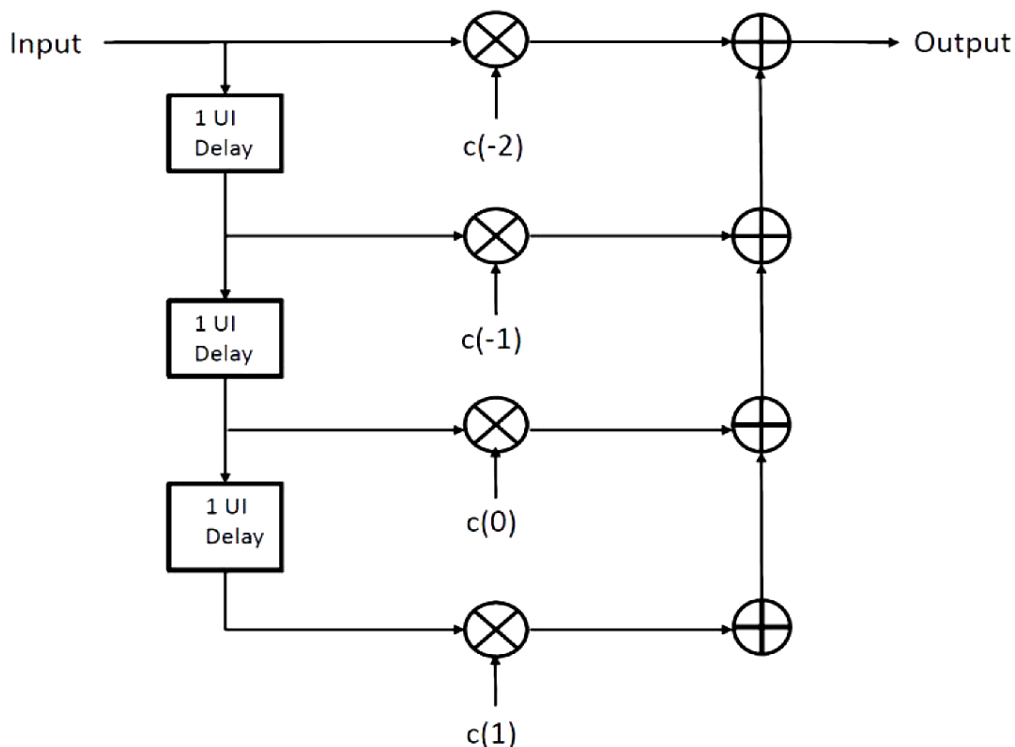 Input
Output
1 UI
Delay
c(-2)
1 UI
Delay
c(-1)
1 UI
Delay
c(0)
c(1)